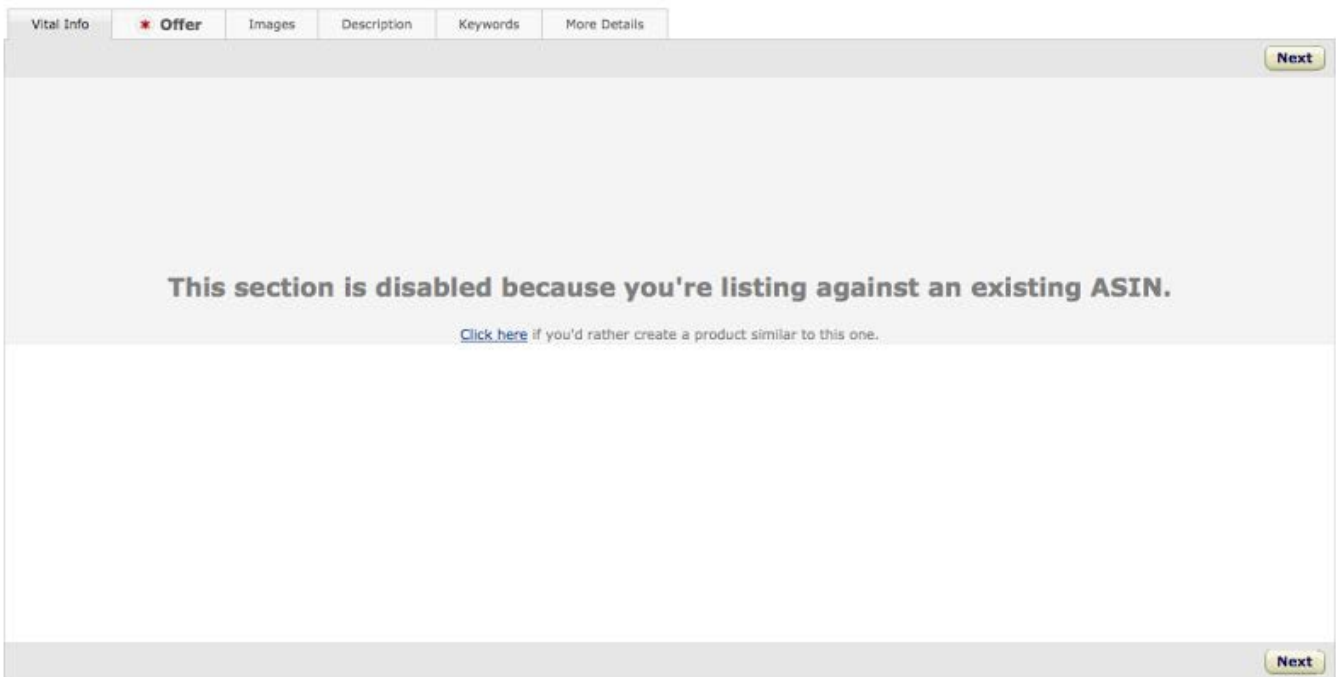 Vital Info * Offer Images Description Keywords More Details
Next
This section is disabled because you're listing against an existing ASIN.
Click here if you'd rather create a product similar to this one.
Next